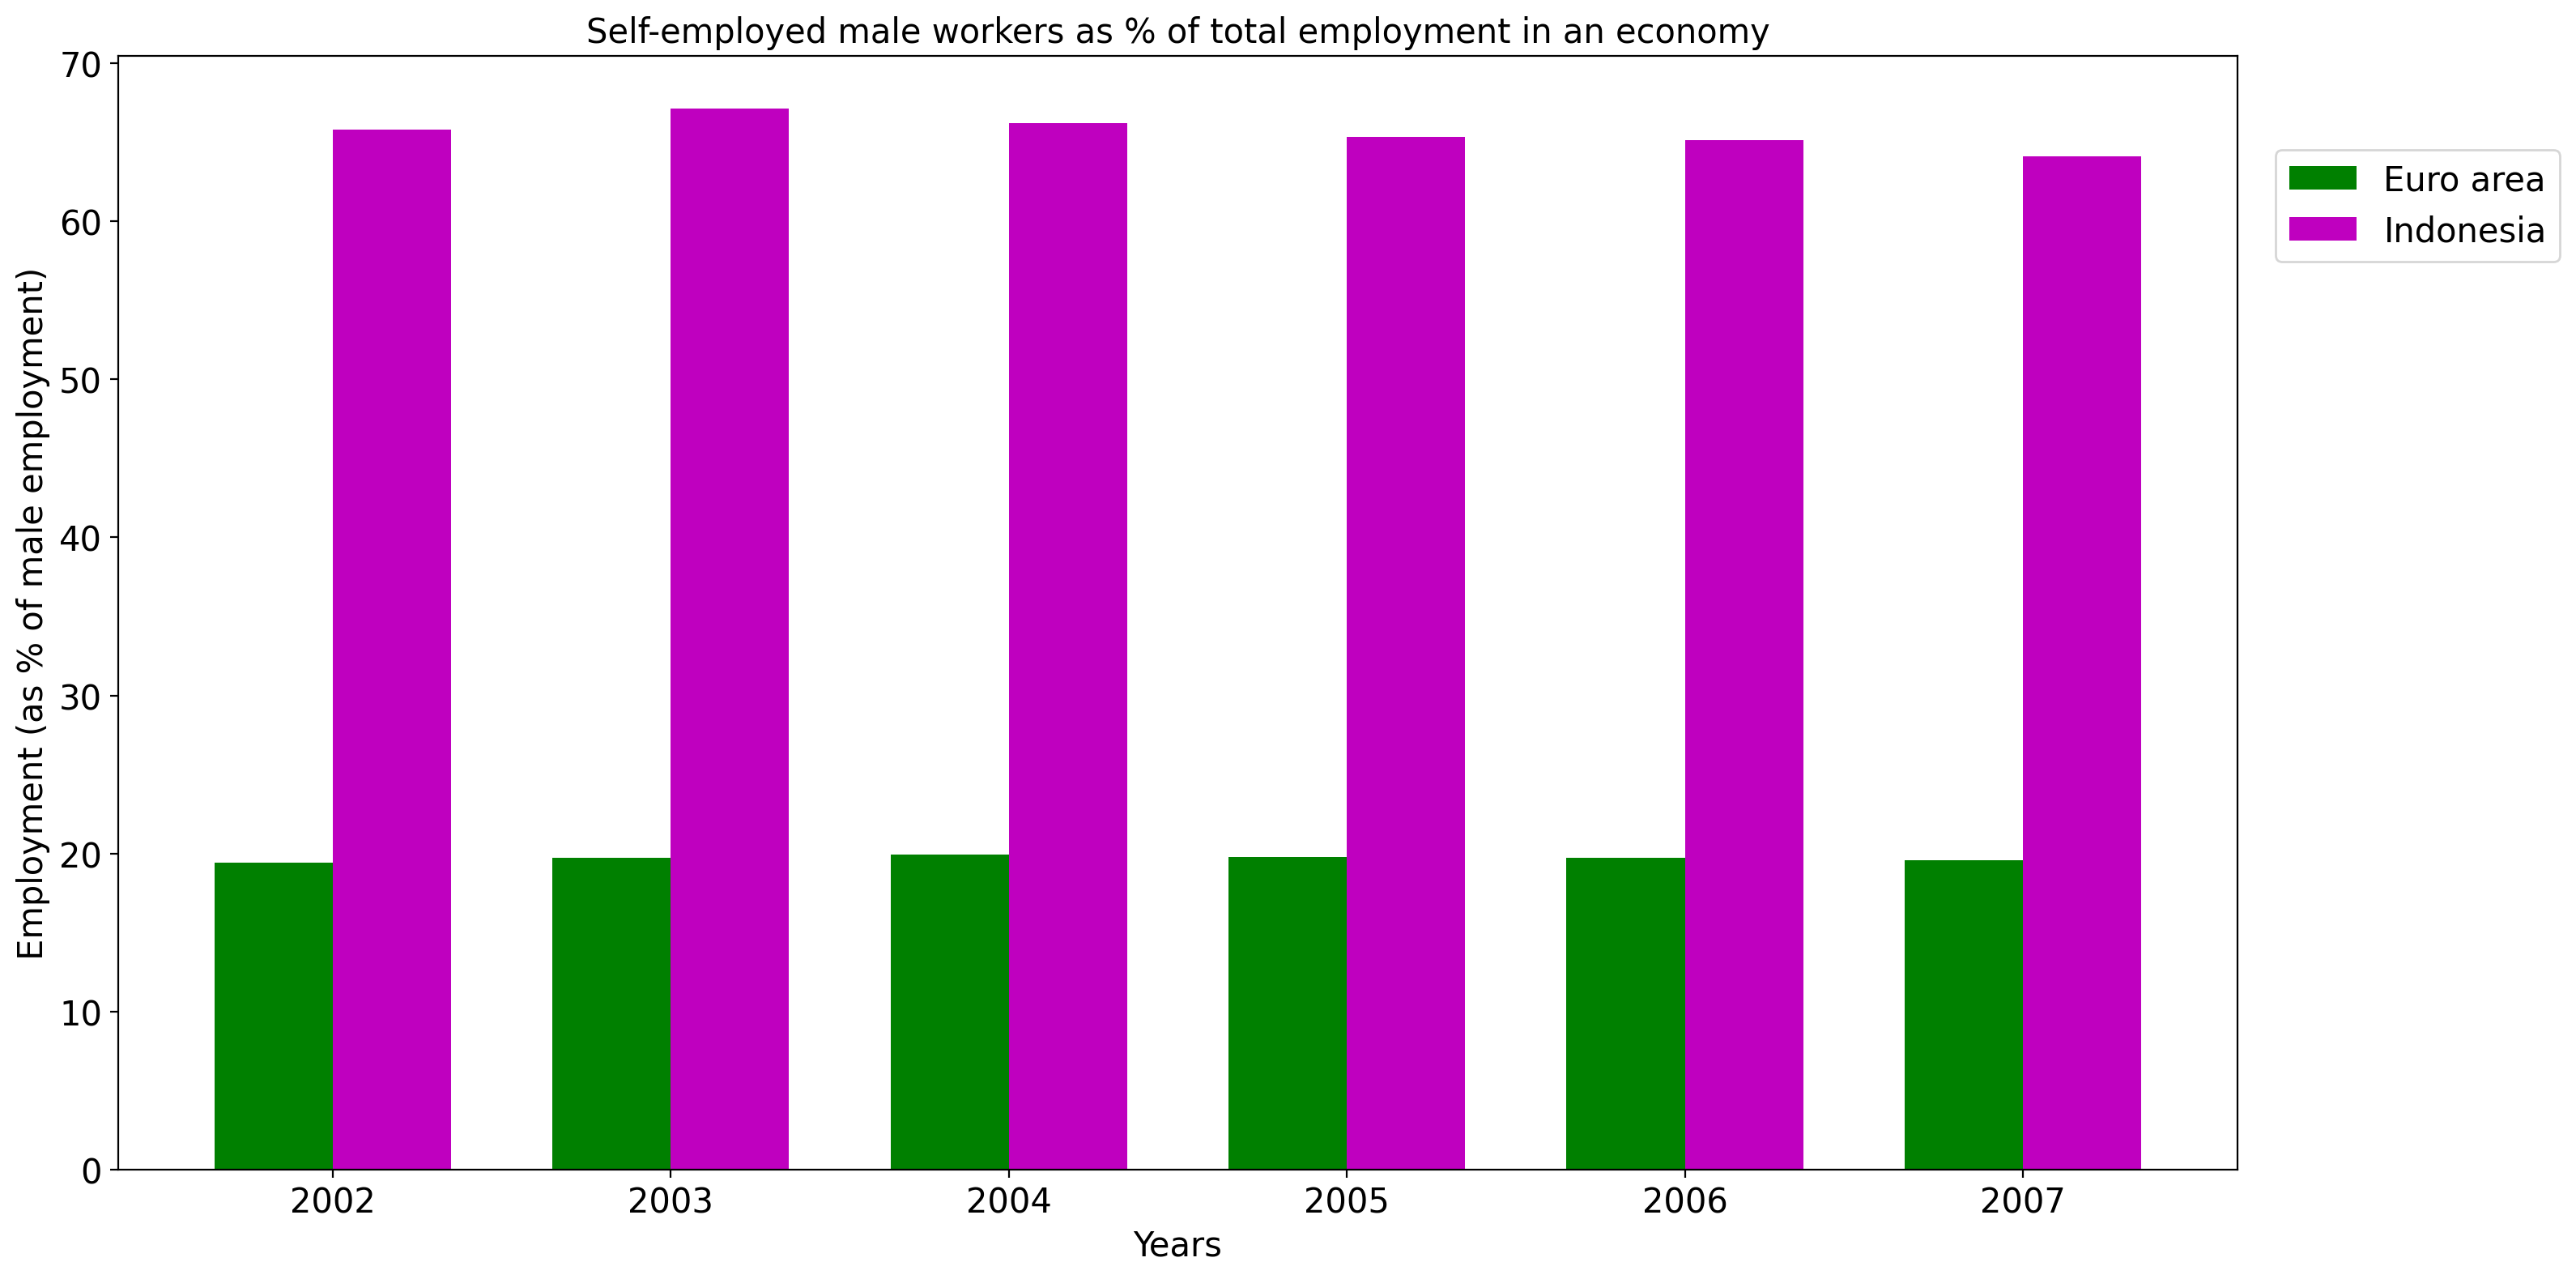 Self-employed male workers as % of total employment in an economy
Employment (as % of male employment)
70
60
50
40
30
20
10
0
2002 2003 2004 2005 2006 2007
Years
Euro area
Indonesia